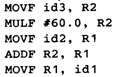 MOVF id3, R2
MULF #60.0, R2
MOVF id2, R1
ADDF R2, R1
MOVF R1, id1